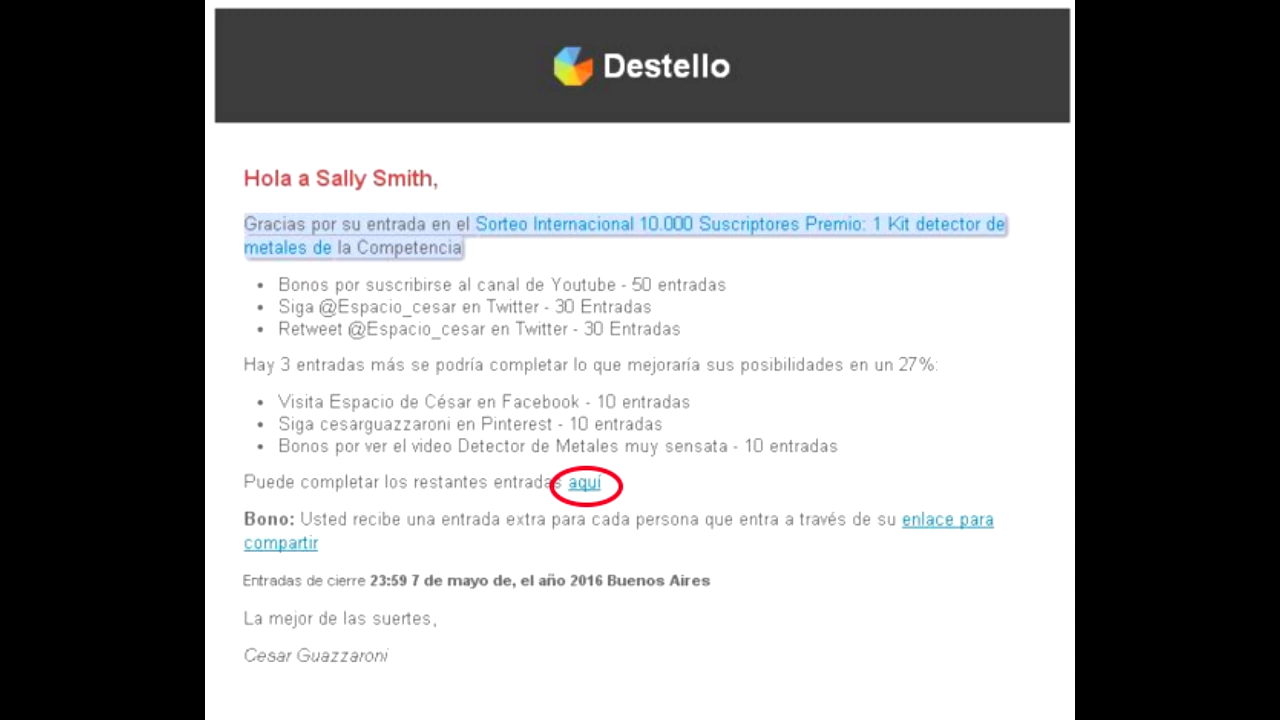 Destello
Hola a Sally Smith,
Gracias por su entrada en el Sorteo Internacional 10.000 Suscriptores Premio: 1 Kit detector de
metales de la Competencia
• Bonos por suscribirse al canal de Youtube - 50 entradas
• Siga @Espacio_cesar en Twitter - 30 Entradas
• Retweet @Espacio_cesar en Twitter - 30 Entradas
Hay 3 entradas más se podría completar lo que mejoraría sus posibilidades en un 27%:
• Visita Espacio de César en Facebook - 10 entradas
• Siga cesarguazzaroni en Pinterest - 10 entradas
• Bonos por ver el video Detector de Metales muy sensata - 10 entradas
Puede completar los restantes entradas aquí
Bono: Usted recibe una entrada extra para cada persona que entra a través de su enlace para
compartir
Entradas de cierre 23:59 7 de mayo de, el año 2016 Buenos Aires
La mejor de las suertes,
Cesar Guazzaroni